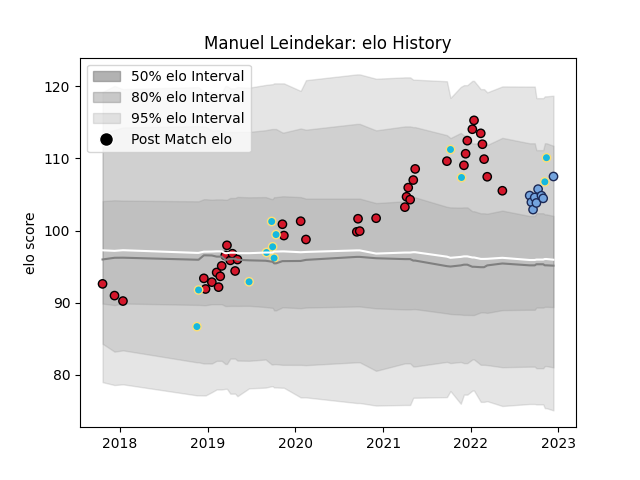 Manuel Leindekar: elo History
50% elo Interval
80% elo Interval
95% elo Interval
Post Match elo
elo score
120
110
100
90
80
2018 2019 2020 2021 2022 2023